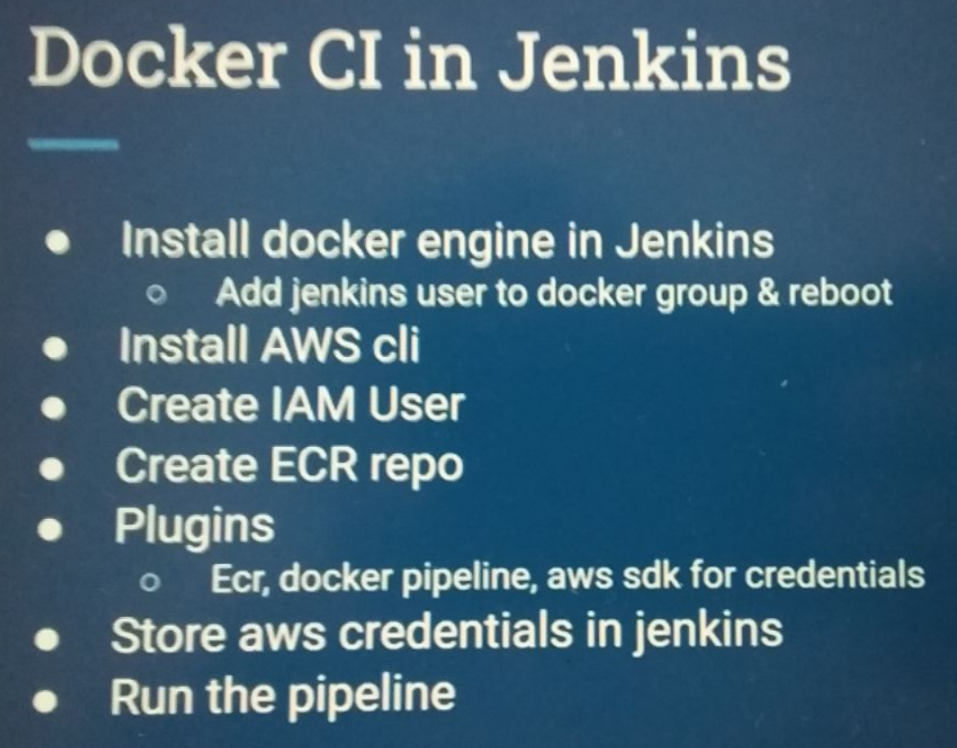 Docker CI in Jenkins
● Install docker engine in Jenkins
○ Add jenkins user to docker group & reboot
● Install AWS cli
● Create IAM User
● Create ECR repo
● Plugins
○ Ecr, docker pipeline, aws sdk for credentials
● Store aws credentials in jenkins
● Run the pipeline